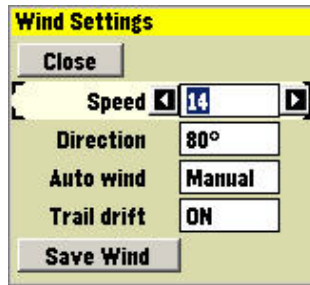 Wind Settings
Close
Speed 14
Direction 80°
Auto wind Manual
Trail drift ON
Save Wind